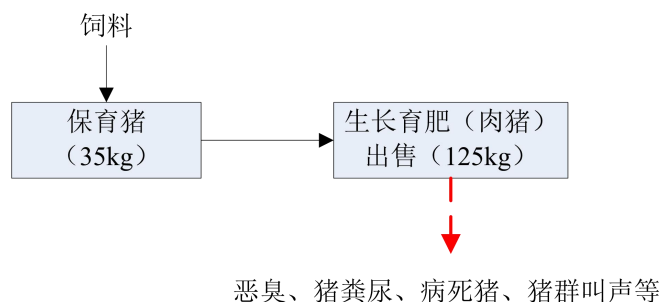 饲料
保育猪
（35kg）
生长育肥（肉猪）
出售（125kg）
恶臭、猪粪尿、病死猪、猪群叫声等